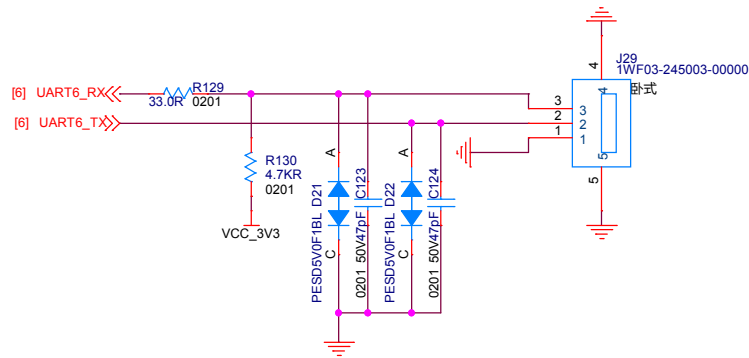 4
J29
1WF03-245003-00000
卧式
[6] UART6_RX
R129
33.0R
0201
3
3
4
[6] UART6_TX
2
2
1
1
5
5
A
A
R130
4.7KR
0201
VCC_3V3
PESD5V0F1BL D21
0201 50V47pF C123
PESD5V0F1BL D22
0201 50V47pF C124
C
C